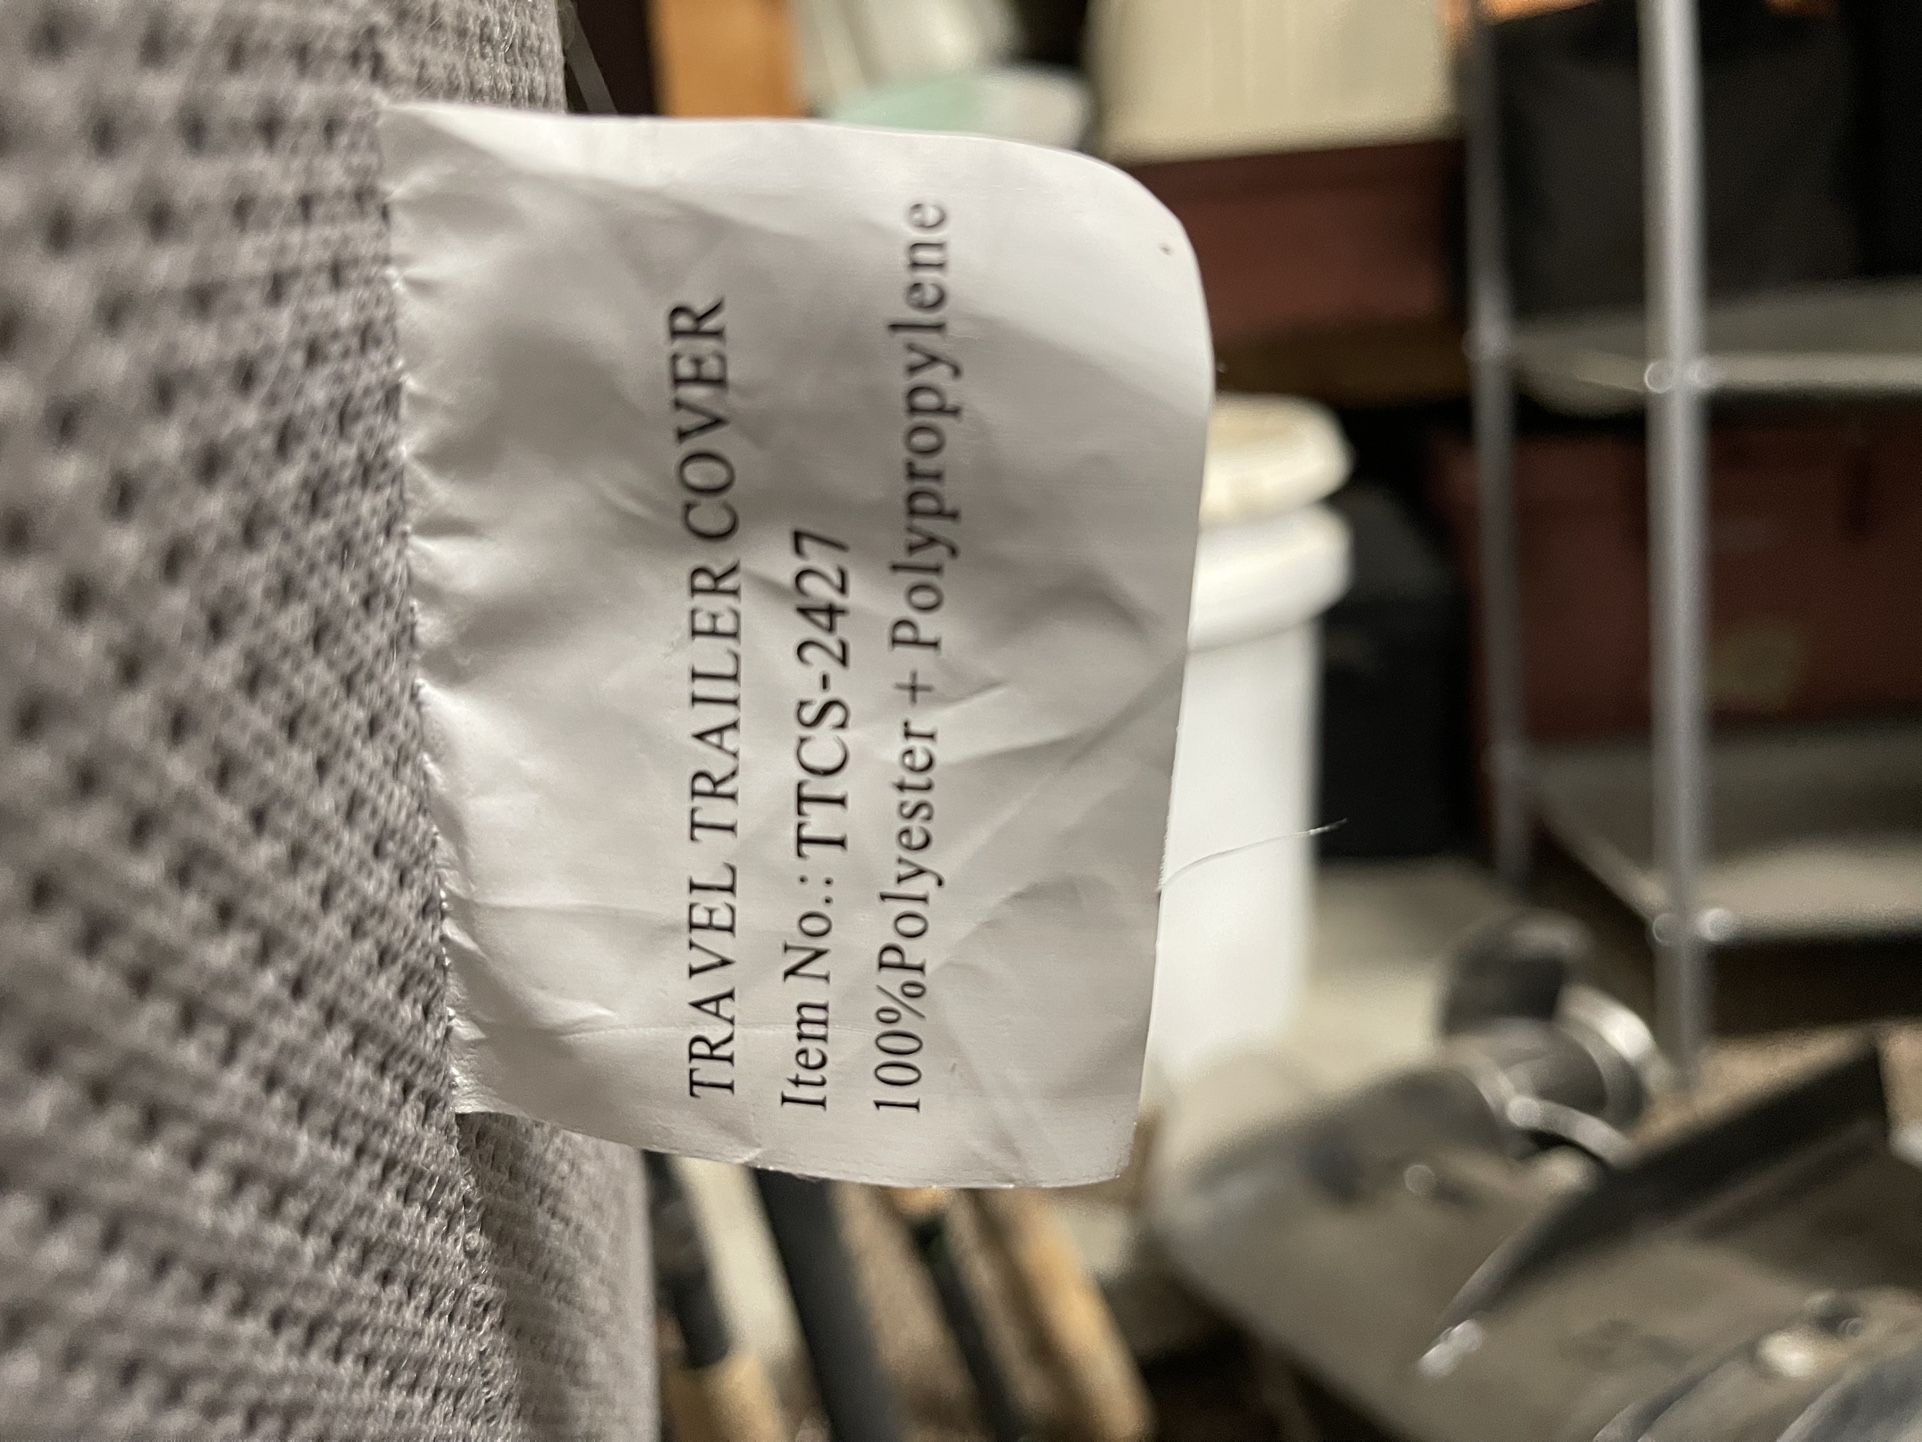 TRAVEL TRAILER COVER
Item No.: TTCS-2427
100%Polyester + Polypropylene